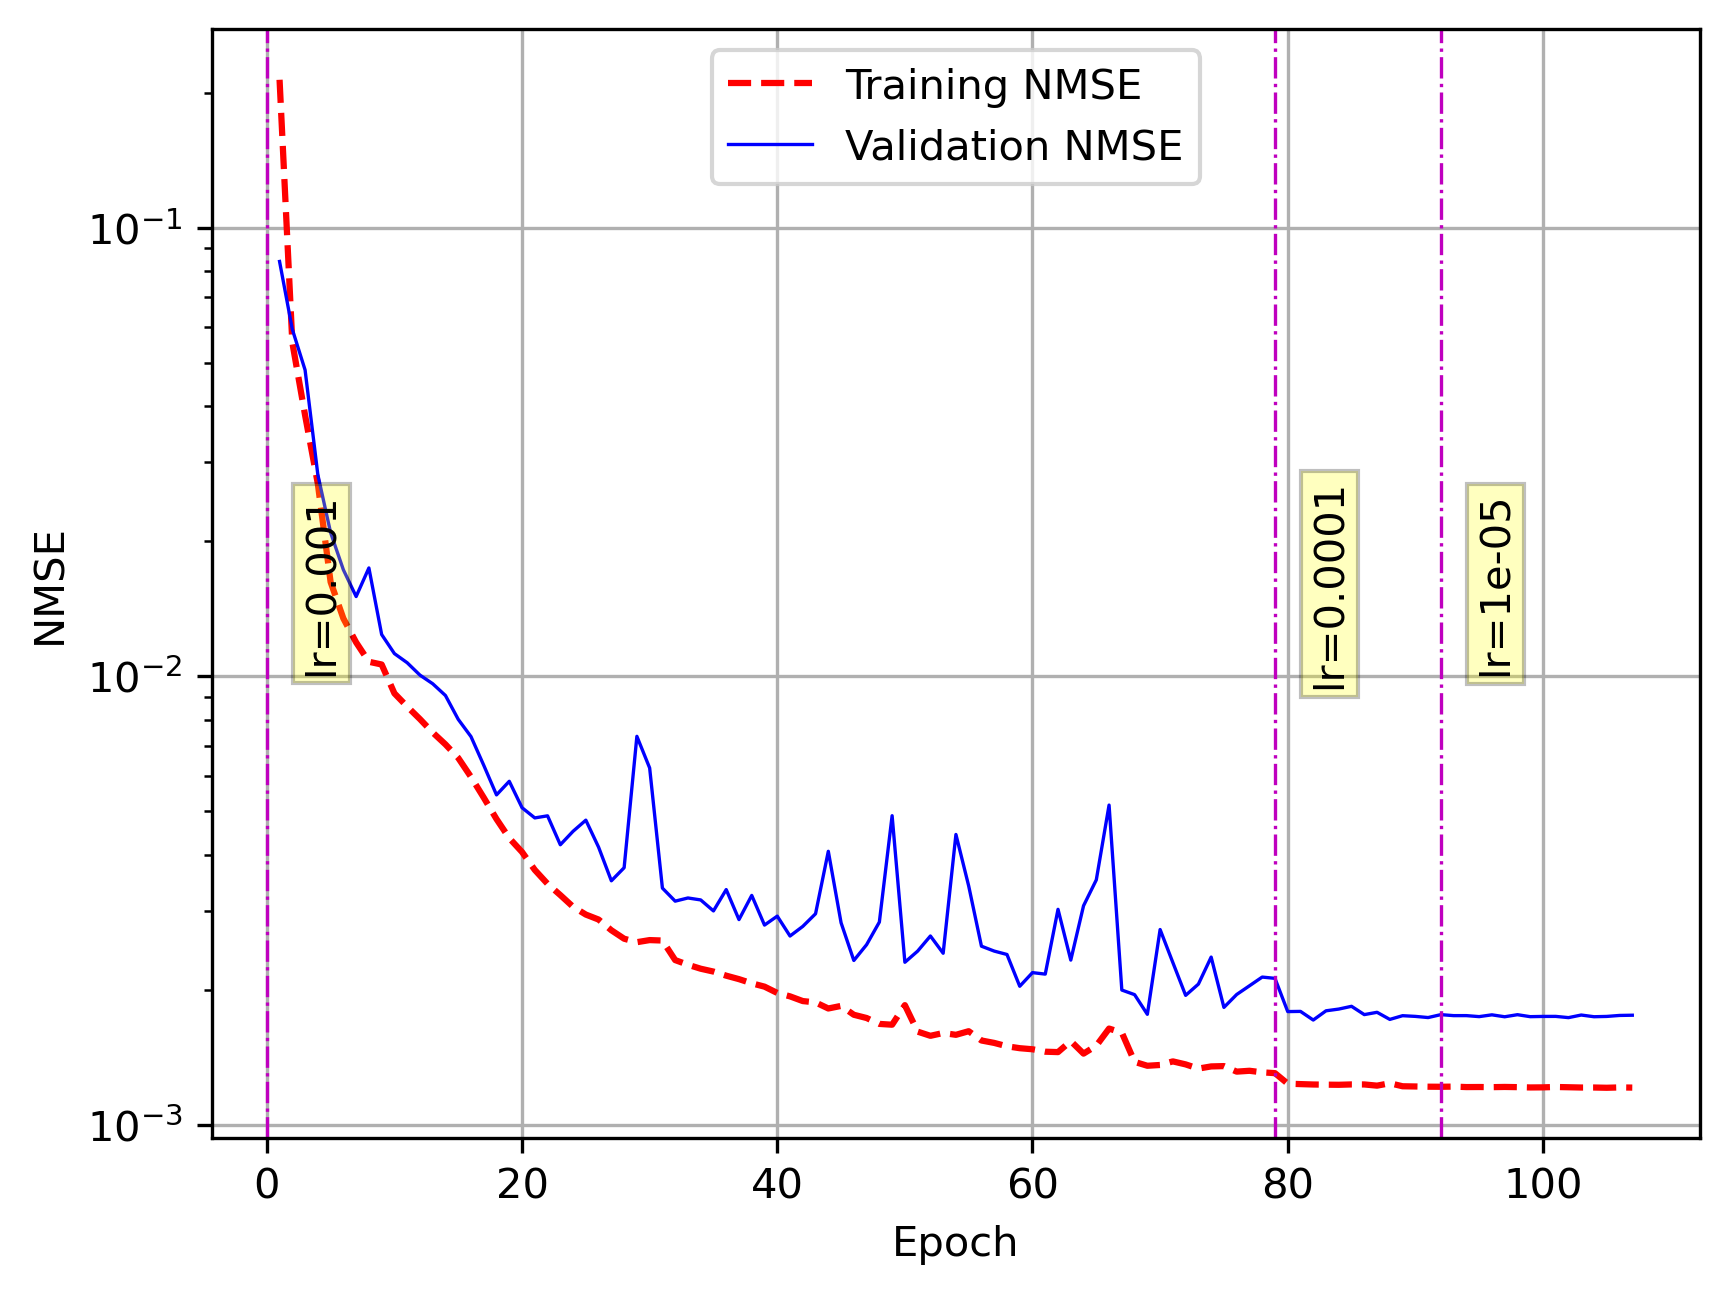 Training NMSE
Validation NMSE
10⁻¹
10⁻²
10⁻³
NMSE
lr=0.001
lr=0.0001
lr=1e-05
0 20 40 60 80 100
Epoch